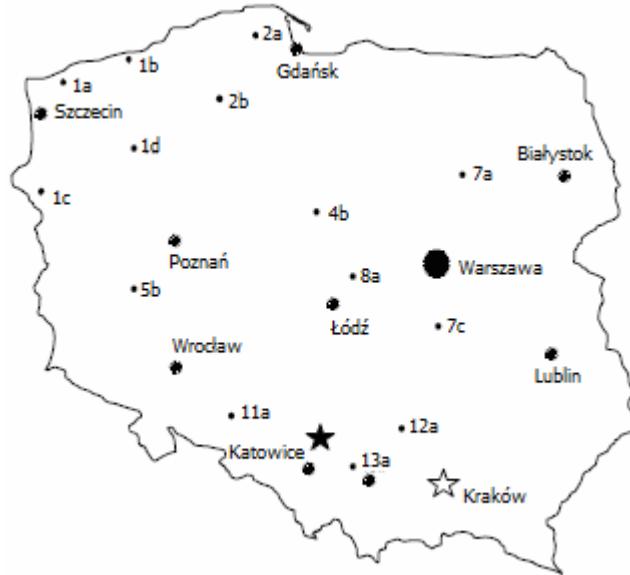 2a
1b
Gdańsk
1a
2b
Szczecin
1d
Białystok
7a
1c
4b
Poznań
Warszawa
8a
5b
Łódź
7c
Wrocław
Lublin
11a
12a
Katowice
13a
Kraków